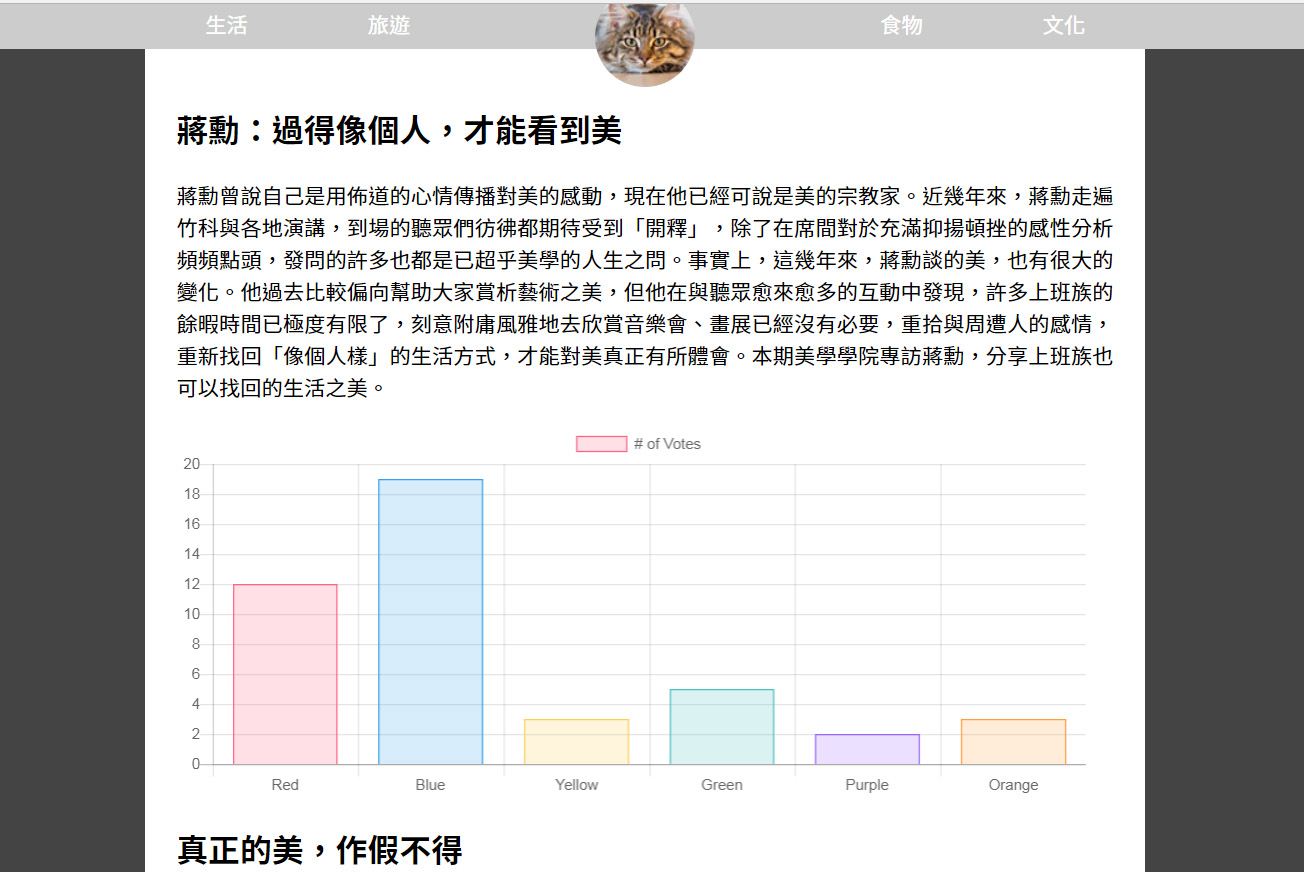 生活 旅遊 食物 文化
蔣勳：過得像個人，才能看到美
蔣勳曾說自己是用佈道的心情傳播對美的感動，現在他已經可說是美的宗教家。近幾年來，蔣勳走遍
竹科與各地演講，到場的聽眾們彷彿都期待受到「開釋」，除了在席間對於充滿抑揚頓挫的感性分析
頻頻點頭，發問的許多也都是已超乎美學的人生之問。事實上，這幾年來，蔣勳談的美，也有很大的
變化。他過去比較偏向幫助大家賞析藝術之美，但他在與聽眾愈來愈多的互動中發現，許多上班族的
餘暇時間已極度有限了，刻意附庸風雅地去欣賞音樂會、畫展已經沒有必要，重拾與周遭人的感情，
重新找回「像個人樣」的生活方式，才能對美真正有所體會。本期美學學院專訪蔣勳，分享上班族也
可以找回的生活之美。
# of Votes
20
18
16
14
12
10
8
6
4
2
0
Red Blue Yellow Green Purple Orange
真正的美，作假不得